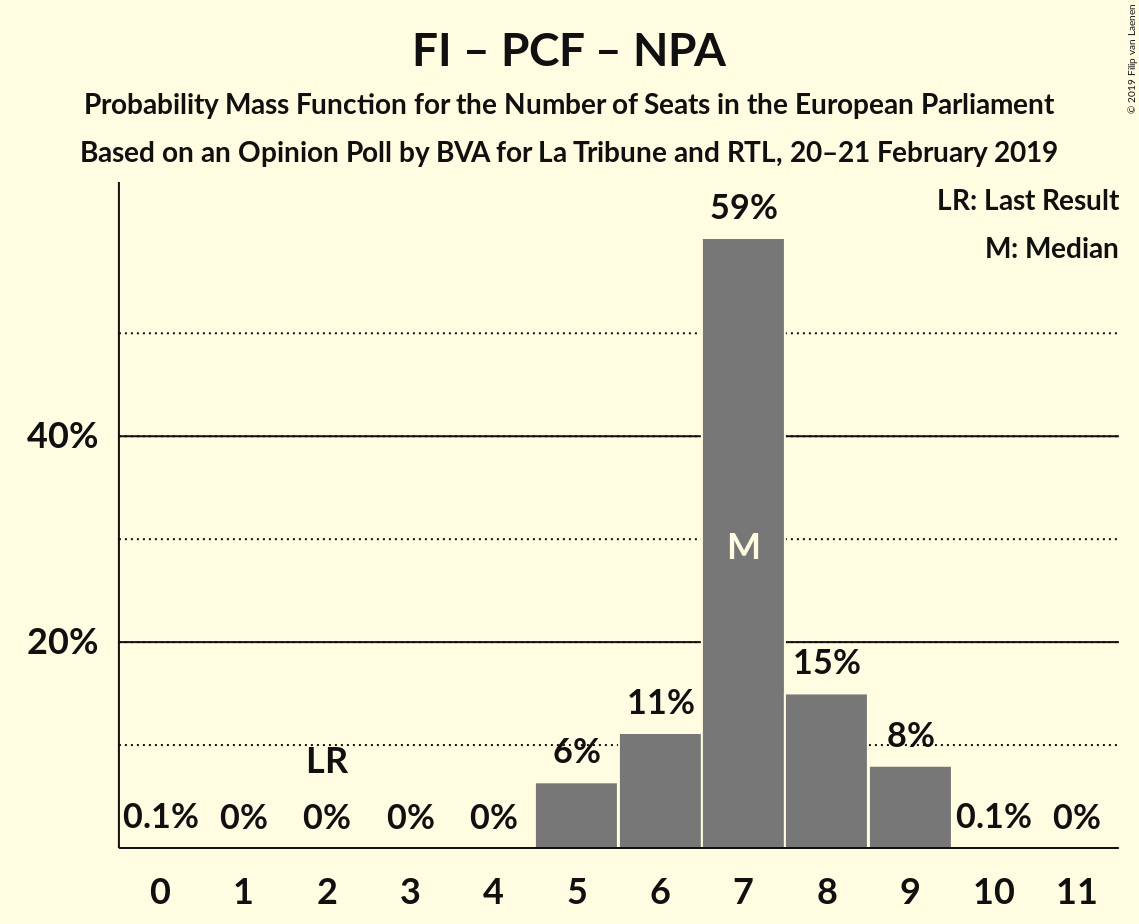 FI – PCF – NPA
Probability Mass Function for the Number of Seats in the European Parliament
Based on an Opinion Poll by BVA for La Tribune and RTL, 20–21 February 2019
© 2019 Filip van Laenen
LR: Last Result
M: Median
59%
40%
M
20%
15%
11%
8%
6%
LR
0.1% 0% 0% 0% 0% 0.1% 0%
0 1 2 3 4 5 6 7 8 9 10 11